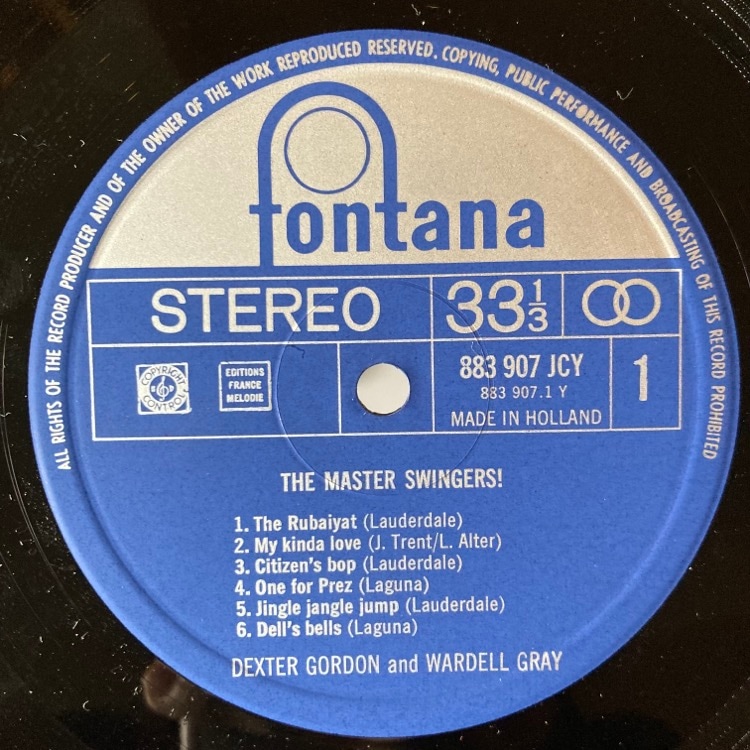 ALL RIGHTS OF THE RECORD PRODUCER AND OF THE OWNER OF THE WORK REPRODUCED RESERVED. COPYING, PUBLIC PERFORMANCE AND BROADCASTING OF THIS RECORD PROHIBITED
fontana
STEREO
33 1/3
COPYRIGHT
CONTROL
EDITIONS
FRANCE
MELODIE
883 907 JCY
883 907.1 Y
MADE IN HOLLAND
1
THE MASTER SWINGERS!
1. The Rubaiyat (Lauderdale)
2. My kinda love (J. Trent/L. Alter)
3. Citizen's bop (Lauderdale)
4. One for Prez (Laguna)
5. Jingle jangle jump (Lauderdale)
6. Dell's bells (Laguna)
DEXTER GORDON and WARDELL GRAY